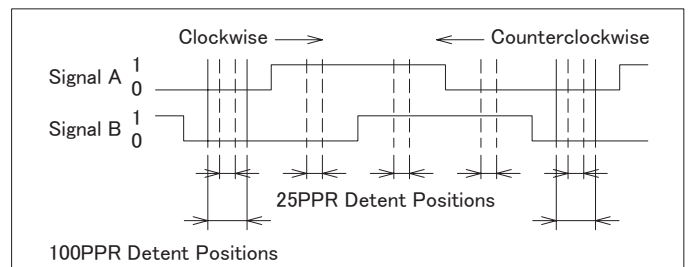 Clockwise Counterclockwise
Signal A 1
0
Signal B 1
0
25PPR Detent Positions
100PPR Detent Positions